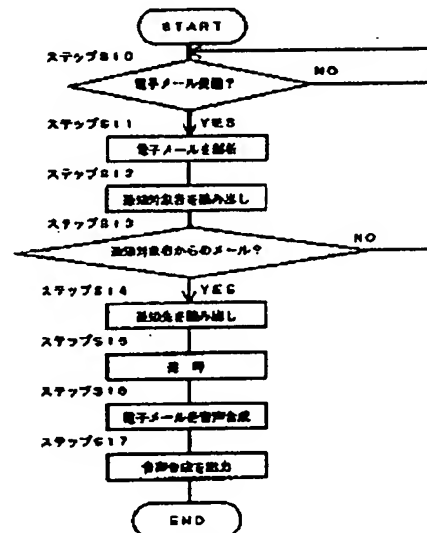 START
ステップS10
NO
電子メール受信?
ステップS11
YES
電子メールを
ステップS12
通知対象者を読み出し
ステップS13
NO
通知対象者からのメール?
ステップS14
YES
通知先を読み出し
ステップS15
ステップS16
電子メールを音声合成
ステップS17
音声合成を出力
END